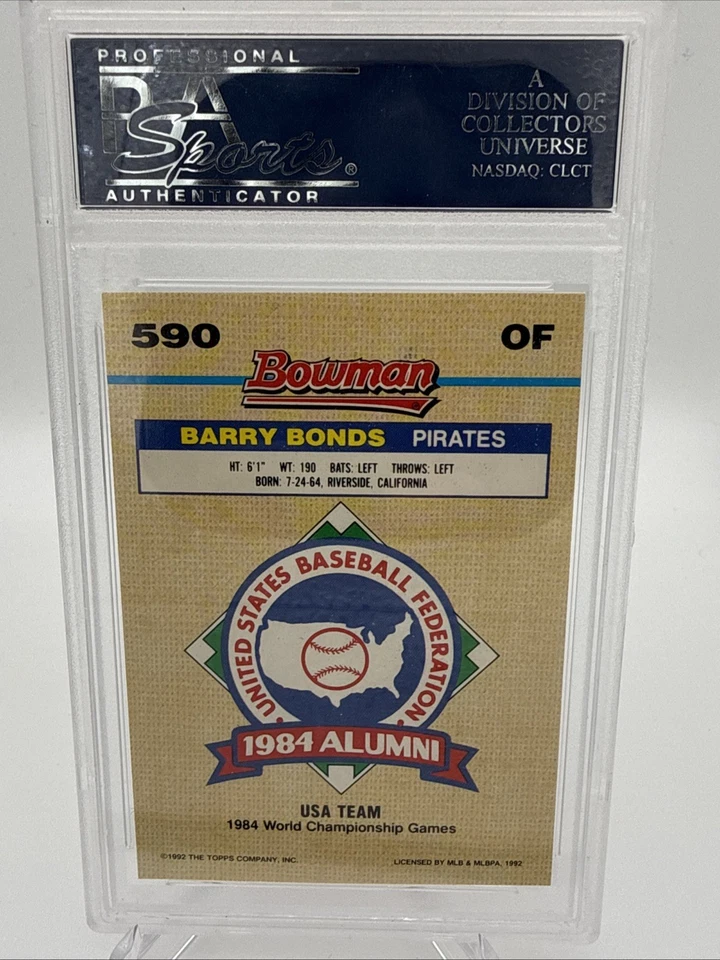 PROFESSIONAL
PSA
Sports®
AUTHENTICATOR
A
DIVISION OF
COLLECTORS
UNIVERSE
NASDAQ: CLCT
590
OF
Bowman
BARRY BONDS PIRATES
HT: 6'1" WT: 190 BATS: LEFT THROWS: LEFT
BORN: 7-24-64, RIVERSIDE, CALIFORNIA
• UNITED STATES BASEBALL FEDERATION •
1984 ALUMNI
USA TEAM
1984 World Championship Games
©1992 THE TOPPS COMPANY, INC.
LICENSED BY MLB & MLBPA, 1992